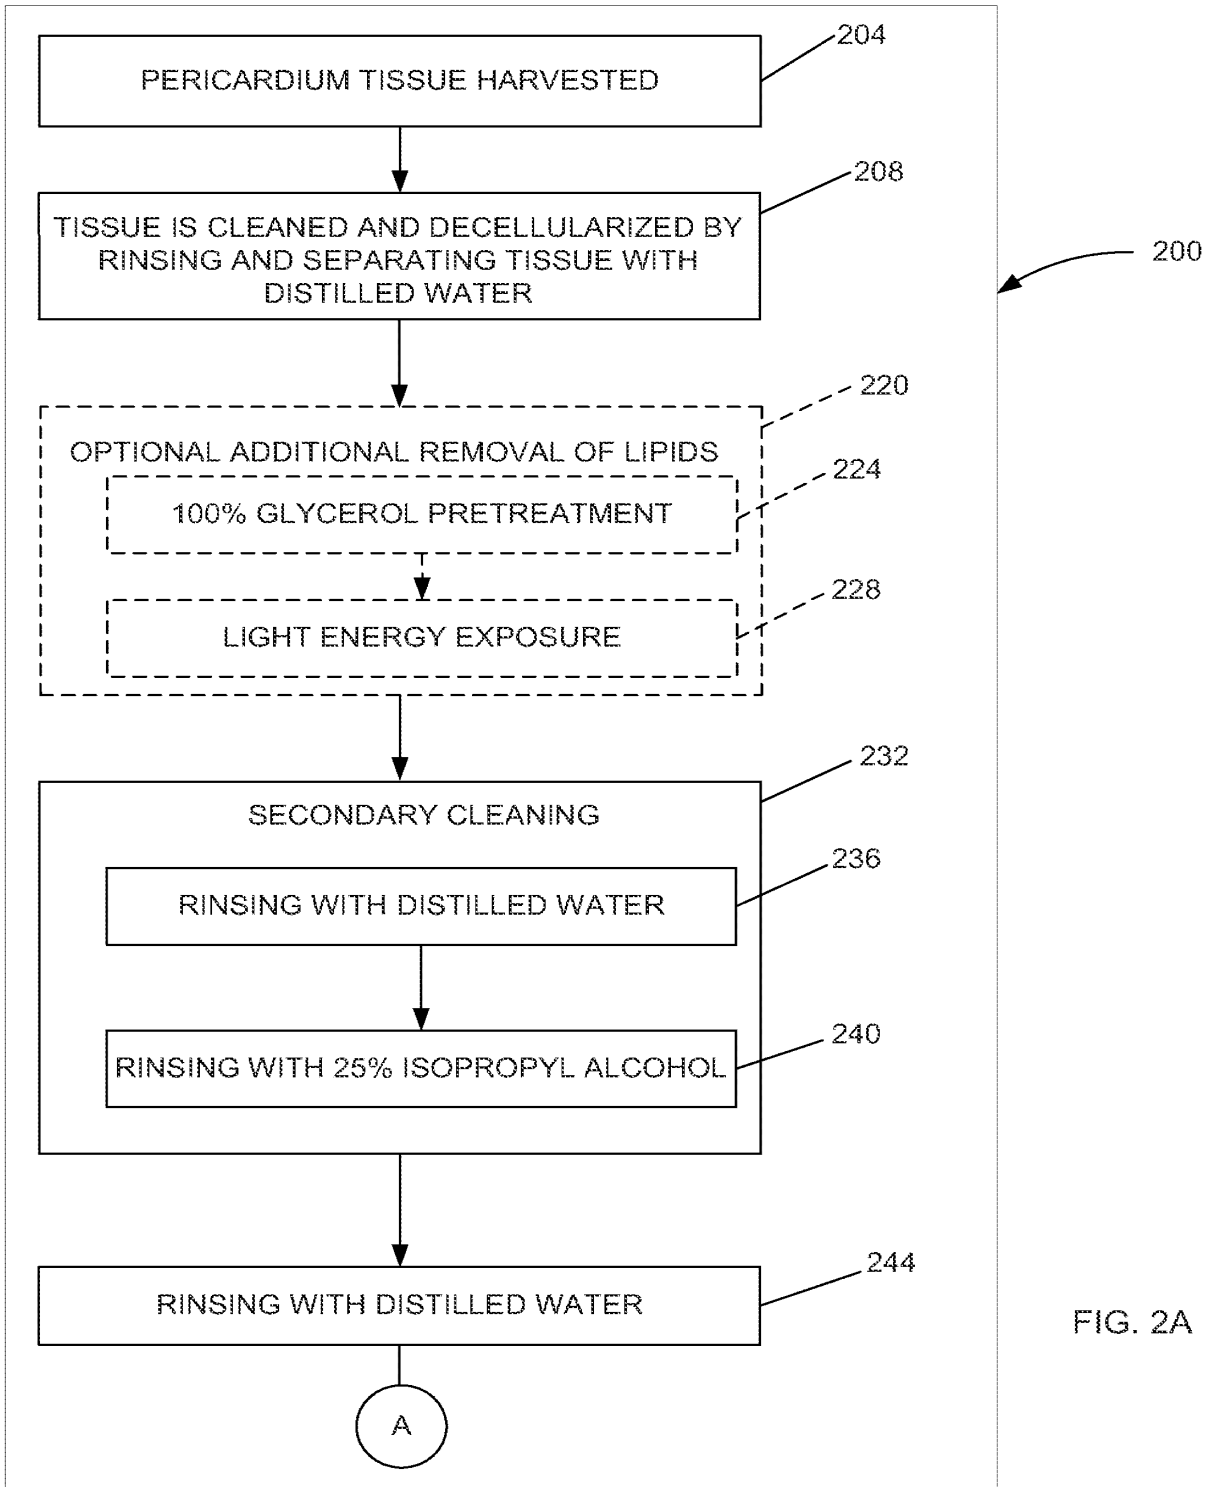 204
PERICARDIUM TISSUE HARVESTED
208
TISSUE IS CLEANED AND DECELLULARIZED BY
RINSING AND SEPARATING TISSUE WITH
DISTILLED WATER
200
220
OPTIONAL ADDITIONAL REMOVAL OF LIPIDS
224
100% GLYCEROL PRETREATMENT
228
LIGHT ENERGY EXPOSURE
232
SECONDARY CLEANING
236
RINSING WITH DISTILLED WATER
240
RINSING WITH 25% ISOPROPYL ALCOHOL
244
RINSING WITH DISTILLED WATER
FIG. 2A
A